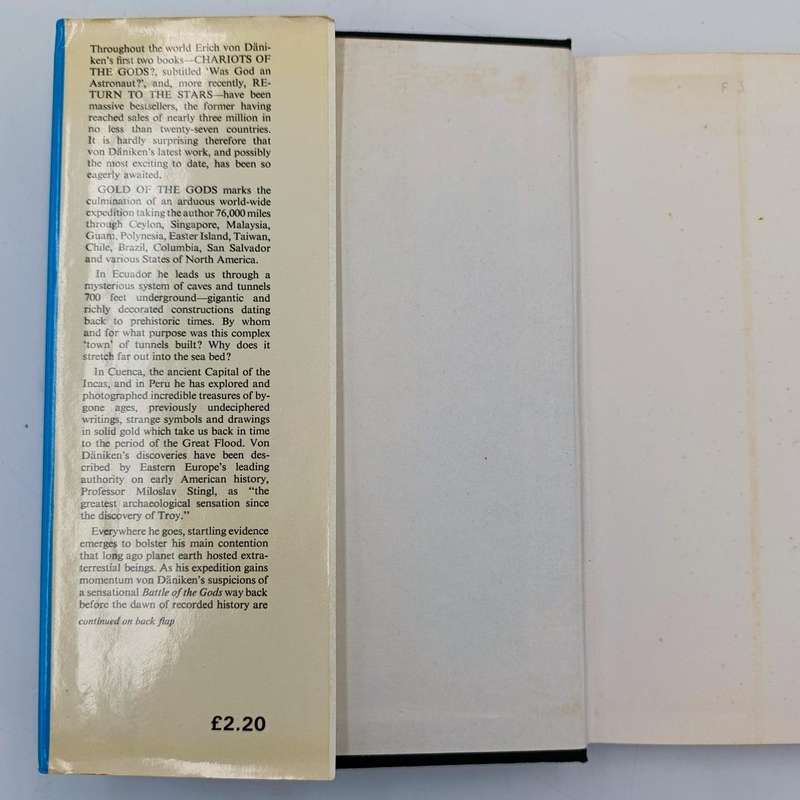 Throughout the world Erich von Däni-
ken's first two books—CHARIOTS OF
THE GODS?, subtitled 'Was God an
Astronaut?', and, more recently, RE-
TURN TO THE STARS—have been
massive bestsellers, the former having
reached sales of nearly three million in
no less than twenty-seven countries.
It is hardly surprising therefore that
von Däniken's latest work, and possibly
the most exciting to date, has been so
eagerly awaited.
GOLD OF THE GODS marks the
culmination of an arduous world-wide
expedition taking the author 76,000 miles
through Ceylon, Singapore, Malaysia,
Guam, Polynesia, Easter Island, Taiwan,
Chile, Brazil, Columbia, San Salvador
and various States of North America.
In Ecuador he leads us through a
mysterious system of caves and tunnels
700 feet underground—gigantic and
richly decorated constructions dating
back to prehistoric times. By whom
and for what purpose was this complex
'town' of tunnels built? Why does it
stretch far out into the sea bed?
In Cuenca, the ancient Capital of the
Incas, and in Peru he has explored and
photographed incredible treasures of by-
gone ages, previously undeciphered
writings, strange symbols and drawings
in solid gold which take us back in time
to the period of the Great Flood. Von
Däniken's discoveries have been des-
cribed by Eastern Europe's leading
authority on early American history,
Professor Miloslav Stingl, as "the
greatest archaeological sensation since
the discovery of Troy."
Everywhere he goes, startling evidence
emerges to bolster his main contention
that long ago planet earth hosted extra-
terrestial beings. As his expedition gains
momentum von Däniken's suspicions of
a sensational Battle of the Gods way back
before the dawn of recorded history are
continued on back flap
£2.20